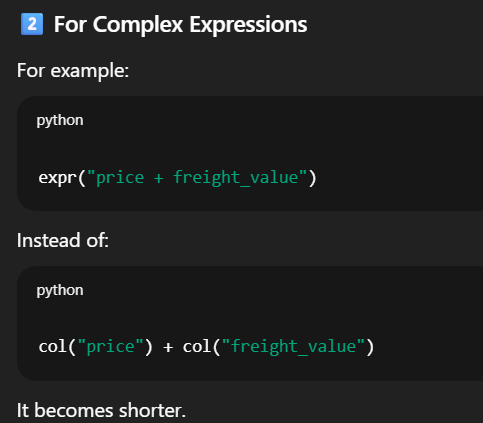 2 For Complex Expressions
For example:
python
expr("price + freight_value")
Instead of:
python
col("price") + col("freight_value")
It becomes shorter.